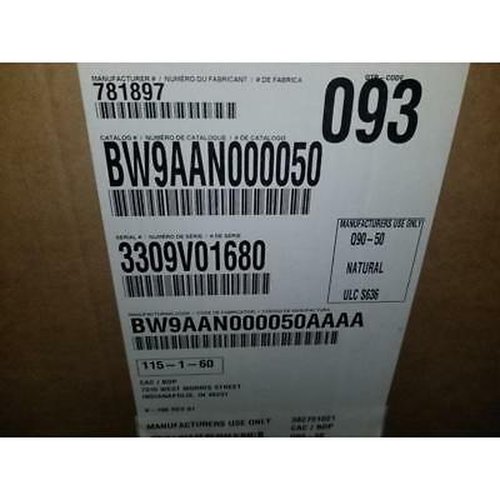 MANUFACTURER # / NUMÉRO DU FABRICANT / # DE FABRICA
781897
093
CATALOG # / NUMÉRO DE CATALOGUE / # DE CATALOGO
BW9AAN000050
SERIAL # / NUMÉRO DE SÉRIE / # DE SERIE
3309V01680
MANUFACTURERS USE ONLY
090-50
NATURAL
ULC S636
BW9AAN000050AAAA
115-1-60
CAC / BDP
7310 WEST MORRIS STREET
INDIANAPOLIS, IN 46231
MANUFACTURERS USE ONLY
CAC / BDP